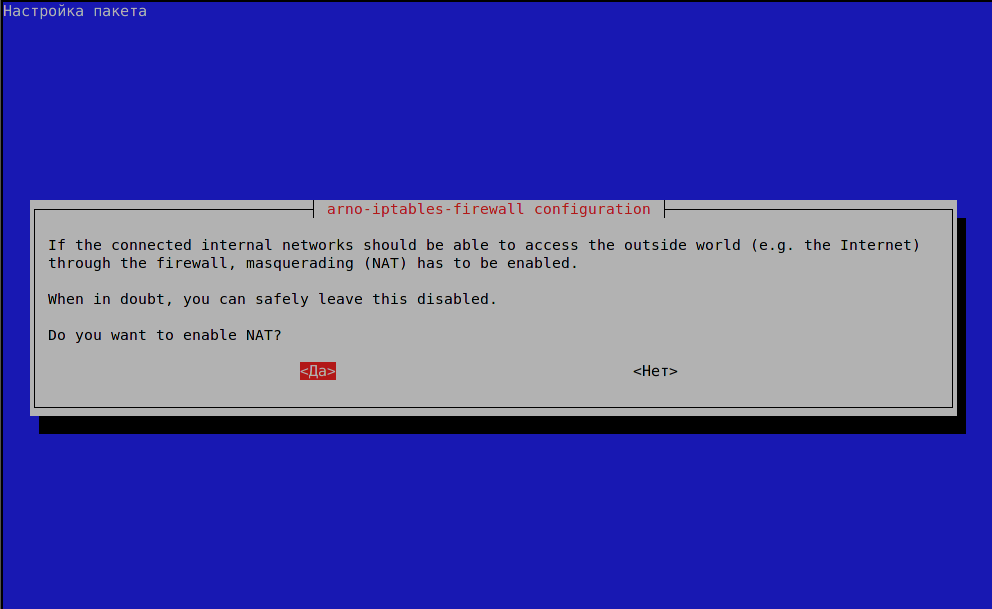 Настройка пакета
arno-iptables-firewall configuration
If the connected internal networks should be able to access the outside world (e.g. the Internet)
through the firewall, masquerading (NAT) has to be enabled.
When in doubt, you can safely leave this disabled.
Do you want to enable NAT?
<Да> <Нет>